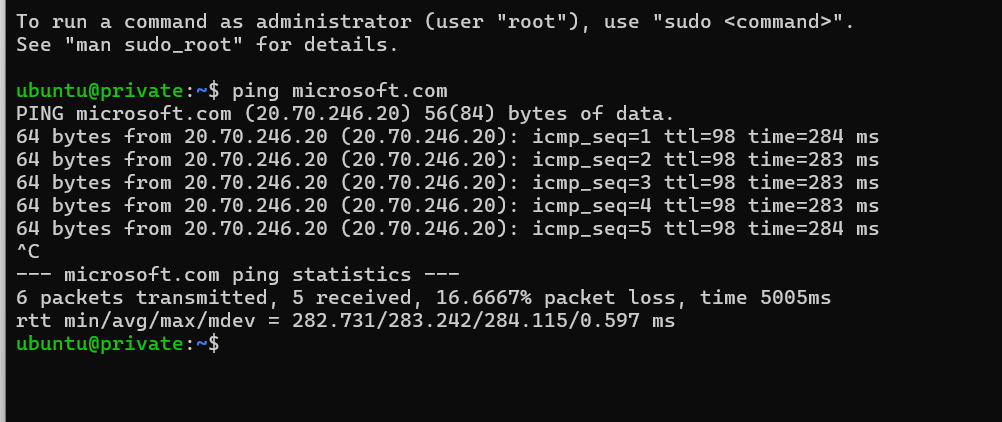 To run a command as administrator (user "root"), use "sudo <command>".
See "man sudo_root" for details.
ubuntu@private:~$ ping microsoft.com
PING microsoft.com (20.70.246.20) 56(84) bytes of data.
64 bytes from 20.70.246.20 (20.70.246.20): icmp_seq=1 ttl=98 time=284 ms
64 bytes from 20.70.246.20 (20.70.246.20): icmp_seq=2 ttl=98 time=283 ms
64 bytes from 20.70.246.20 (20.70.246.20): icmp_seq=3 ttl=98 time=283 ms
64 bytes from 20.70.246.20 (20.70.246.20): icmp_seq=4 ttl=98 time=283 ms
64 bytes from 20.70.246.20 (20.70.246.20): icmp_seq=5 ttl=98 time=284 ms
^C
--- microsoft.com ping statistics ---
6 packets transmitted, 5 received, 16.6667% packet loss, time 5005ms
rtt min/avg/max/mdev = 282.731/283.242/284.115/0.597 ms
ubuntu@private:~$